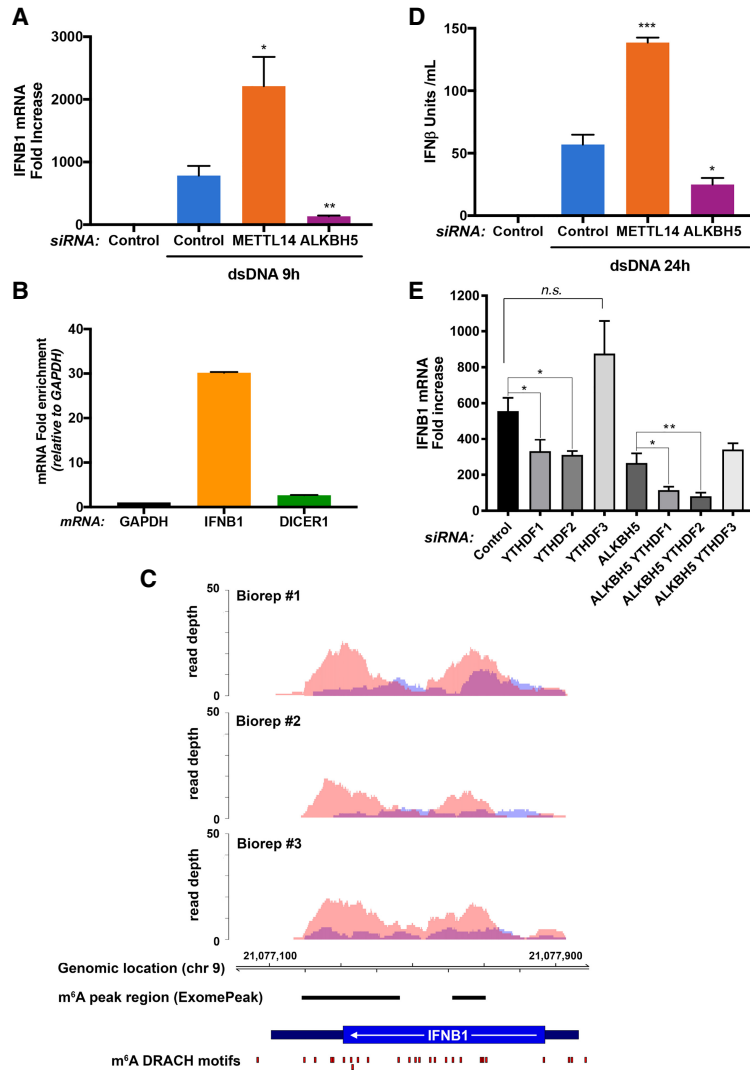 A
IFNB1 mRNA
Fold Increase
3000
2000
1000
0
*
**
siRNA: Control Control METTL14 ALKBH5
dsDNA 9h
D
IFNβ Units /mL
150
100
50
0
***
*
siRNA: Control Control METTL14 ALKBH5
dsDNA 24h
B
mRNA Fold enrichment
(relative to GAPDH)
40
30
20
10
0
mRNA: GAPDH IFNB1 DICER1
E
IFNB1 mRNA
Fold increase
1200
1000
800
600
400
200
0
n.s.
*
*
**
*
siRNA:
Control
YTHDF1
YTHDF2
YTHDF3
ALKBH5
ALKBH5 YTHDF1
ALKBH5 YTHDF2
ALKBH5 YTHDF3
C
50
Biorep #1
read depth
0
50
Biorep #2
read depth
0
50
Biorep #3
read depth
0
21,077,100 21,077,900
Genomic location (chr 9)
m⁶A peak region (ExomePeak)
IFNB1
m⁶A DRACH motifs